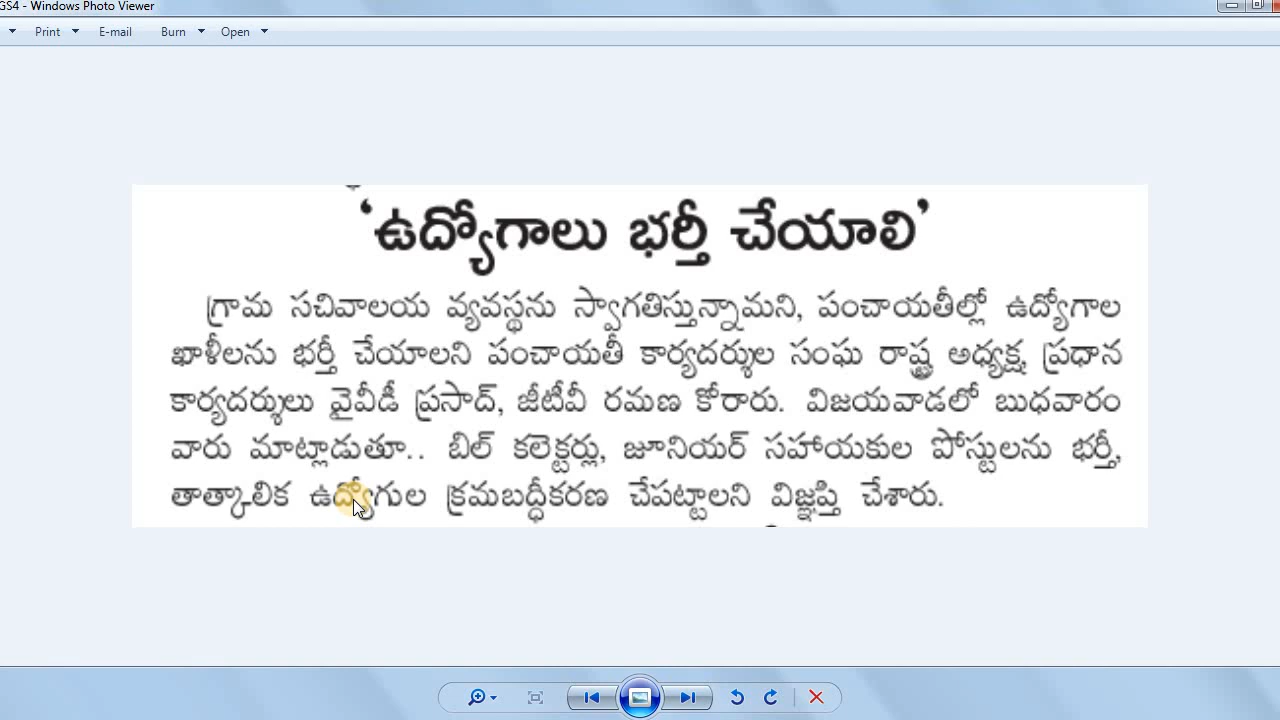 GS4 - Windows Photo Viewer
Print E-mail Burn Open
‘ఉద్యోగాలు భర్తీ చేయాలి’
గ్రామ సచివాలయ వ్యవస్థను స్వాగతిస్తున్నామని, పంచాయతీల్లో ఉద్యోగాల
ఖాళీలను భర్తీ చేయాలని పంచాయతీ కార్యదర్శుల సంఘ రాష్ట్ర అధ్యక్ష, ప్రధాన
కార్యదర్శులు వైవీడీ ప్రసాద్, జీటీవీ రమణ కోరారు. విజయవాడలో బుధవారం
వారు మాట్లాడుతూ.. బిల్ కలెక్టర్లు, జూనియర్ సహాయకుల పోస్టులను భర్తీ,
తాత్కాలిక ఉద్యోగుల క్రమబద్ధీకరణ చేపట్టాలని విజ్ఞప్తి చేశారు.